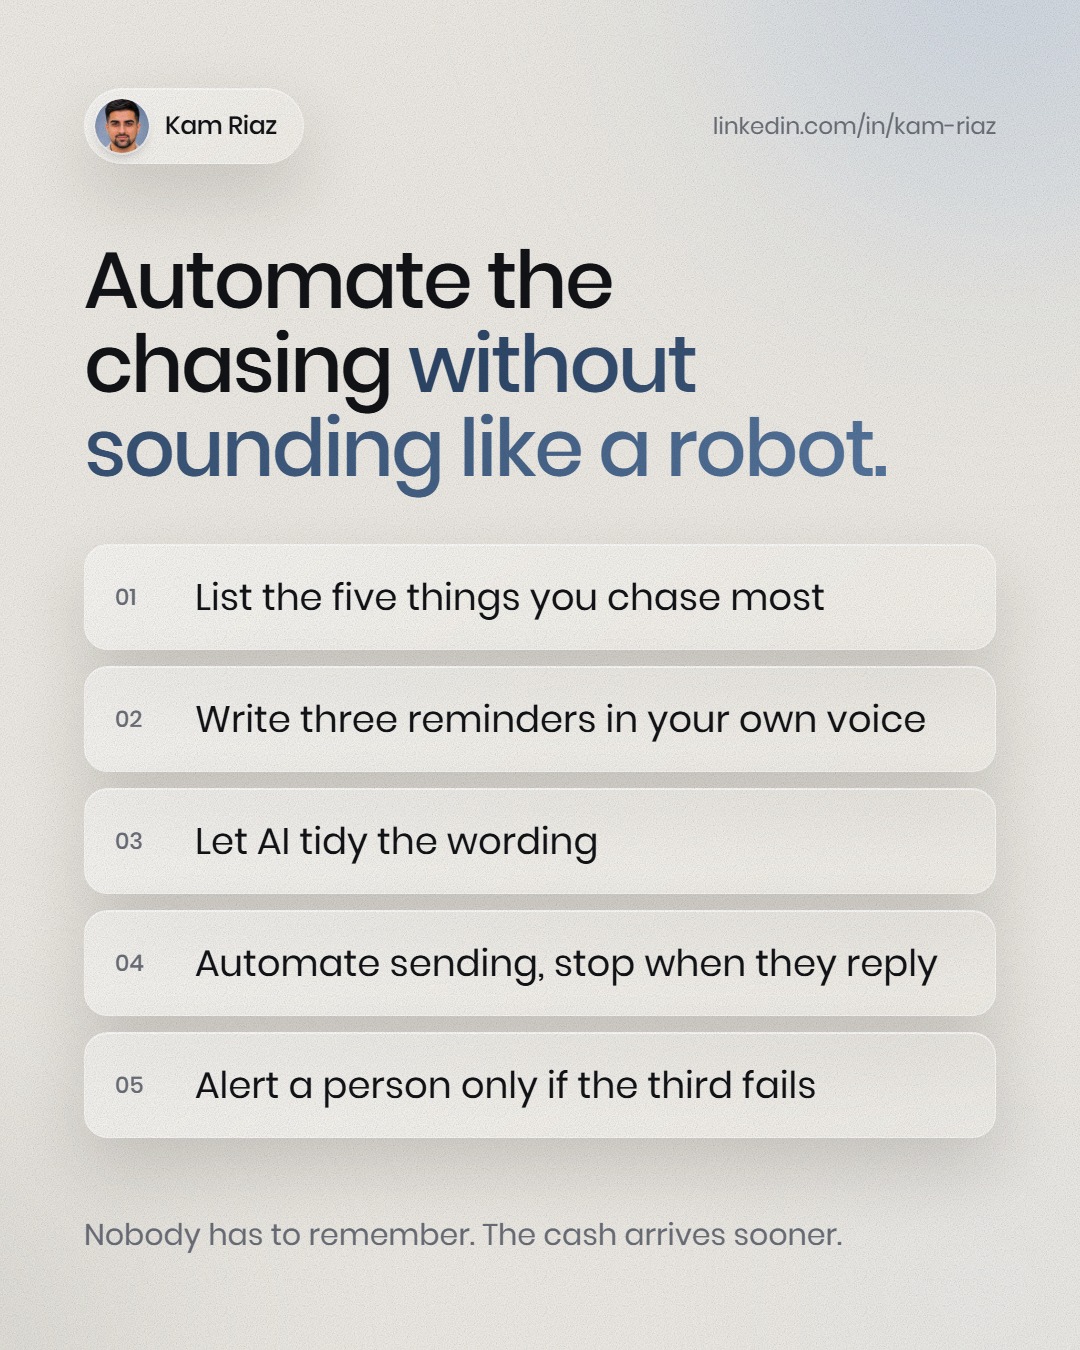 Kam Riaz
linkedin.com/in/kam-riaz
Automate the
chasing without
sounding like a robot.
01 List the five things you chase most
02 Write three reminders in your own voice
03 Let AI tidy the wording
04 Automate sending, stop when they reply
05 Alert a person only if the third fails
Nobody has to remember. The cash arrives sooner.